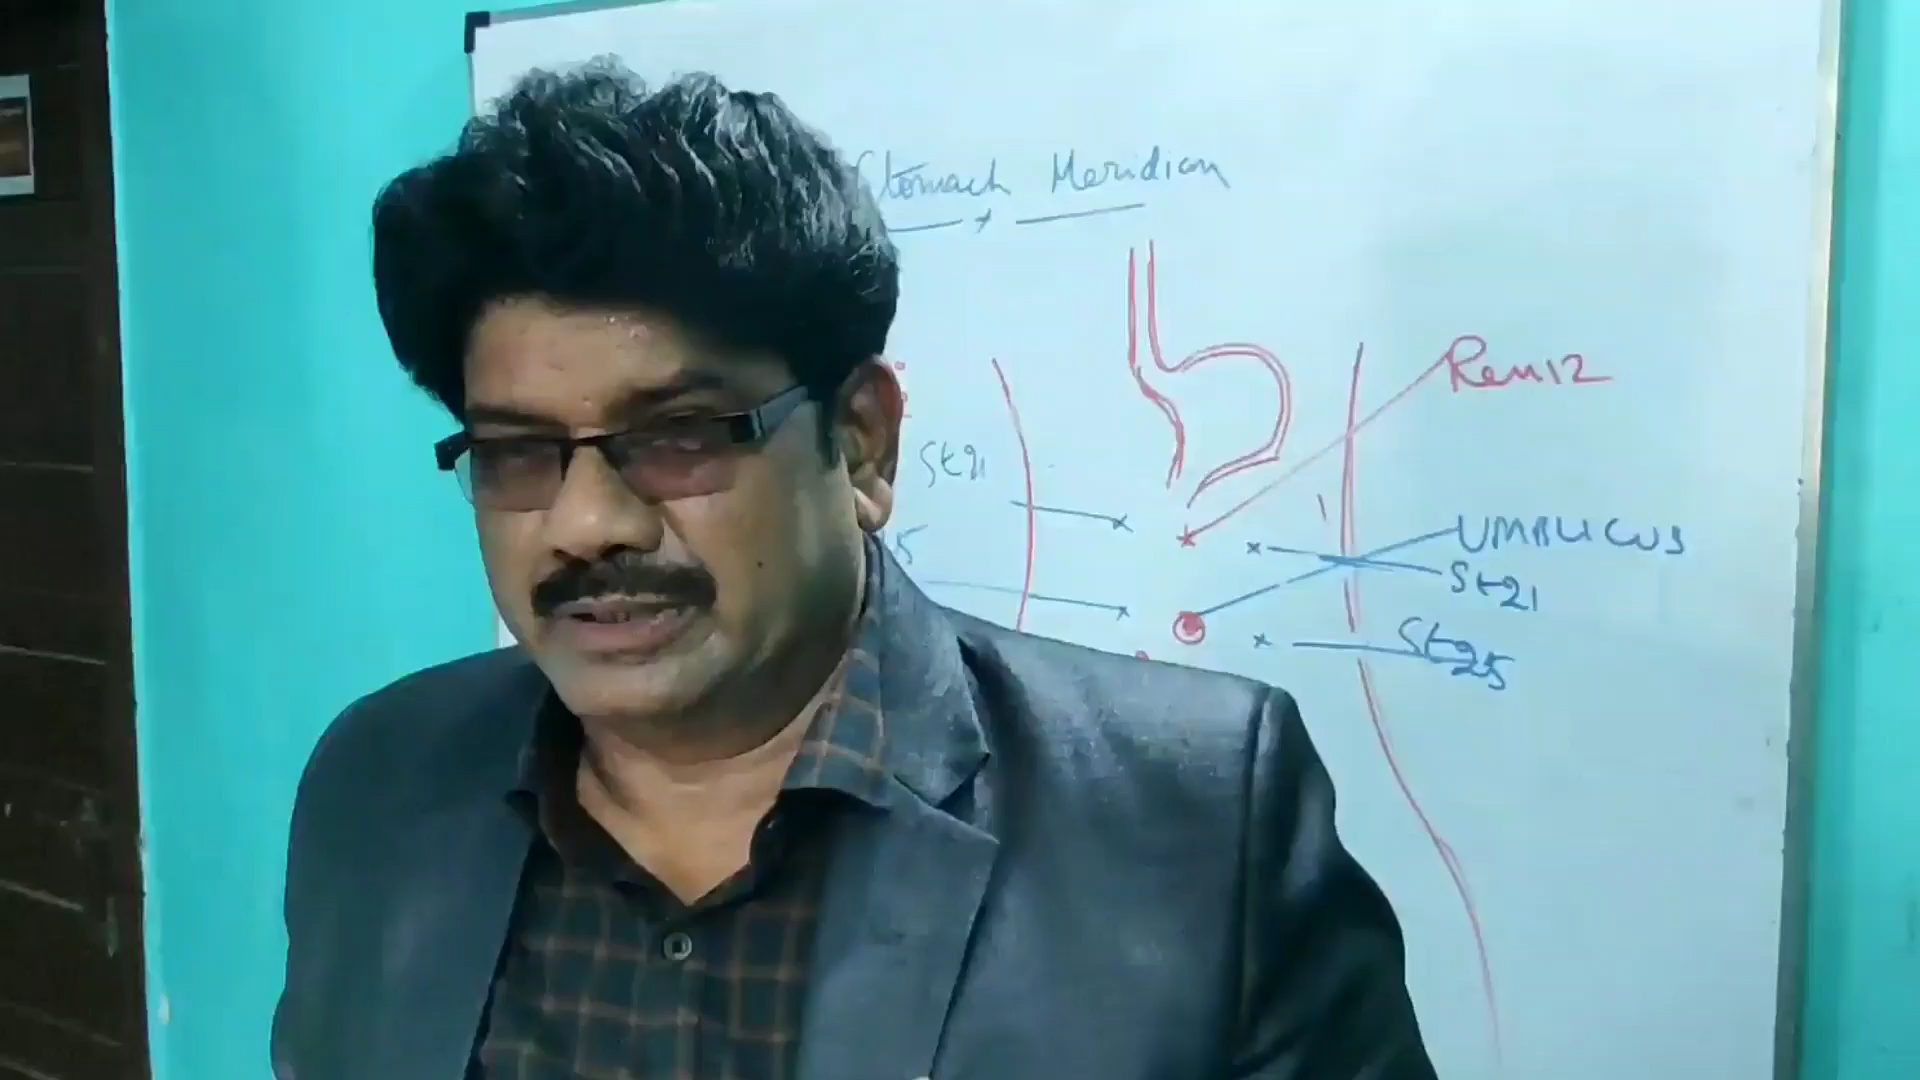 Stomach Meridian
Ren12
St21
UMBLICUS
St21
St25